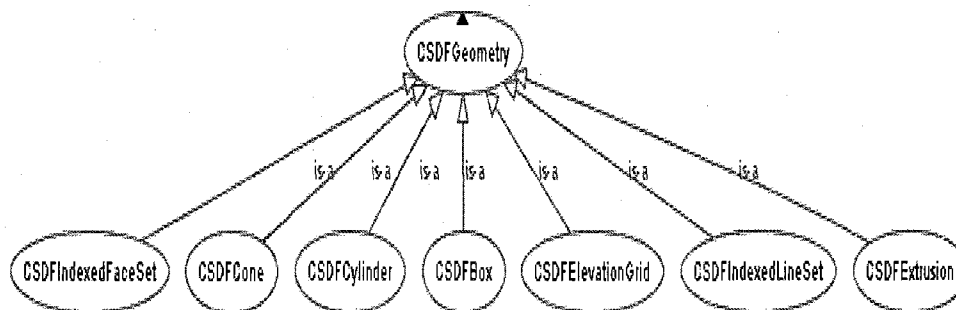 CSDFGeometry
is-a is-a is-a is-a is-a is-a is-a
CSDFIndexedFaceSet CSDFCone CSDFCylinder CSDFBox CSDFElevationGrid CSDFIndexedLineSet CSDFExtrusion